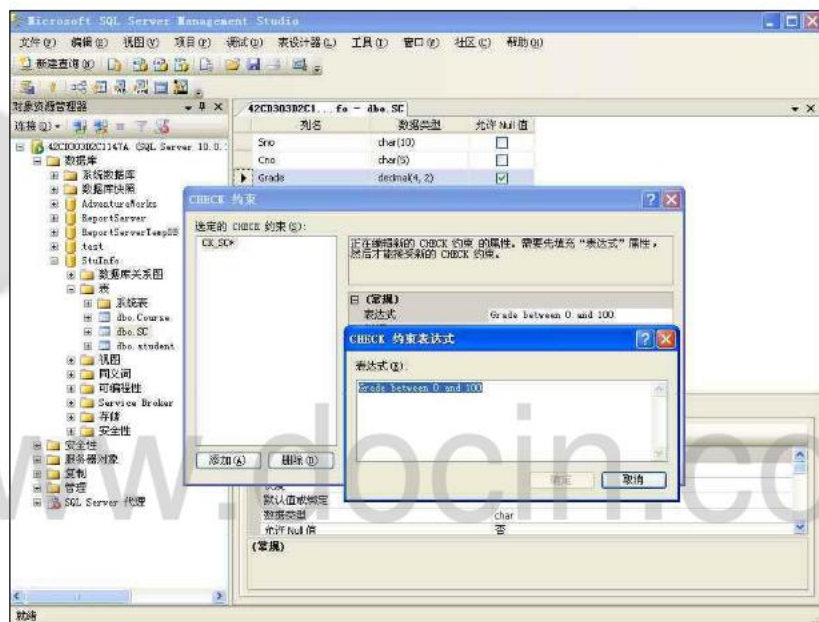 Microsoft SQL Server Management Studio
文件(F) 编辑(E) 视图(V) 项目(P) 调试(D) 表设计器(L) 工具(T) 窗口(W) 社区(C) 帮助(H)
新建查询(N)
对象资源管理器
连接(O)
42CD303D2C1147A (SQL Server 10.0.
数据库
系统数据库
数据库快照
AdventureWorks
ReportServer
ReportServerTempDB
test
StuInfo
数据库关系图
表
系统表
dbo.Course
dbo.SC
dbo.student
视图
同义词
可编程性
Service Broker
存储
安全性
安全性
服务器对象
复制
管理
SQL Server 代理
42CD303D2C1...fo - dbo.SC
列名 数据类型 允许 Null 值
Sno char(10)
Cno char(5)
Grade decimal(4, 2)
CHECK 约束
选定的 CHECK 约束(S):
CK_SC*
正在编辑新的 CHECK 约束 的属性。需要先填充“表达式”属性，
然后才能接受新的 CHECK 约束。
(常规)
表达式 Grade between 0 and 100
添加(A) 删除(D)
CHECK 约束表达式
表达式(E):
Grade between 0 and 100
确定 取消
默认值或绑定
数据类型 char
允许 Null 值 否
(常规)
就绪
www.docin.co